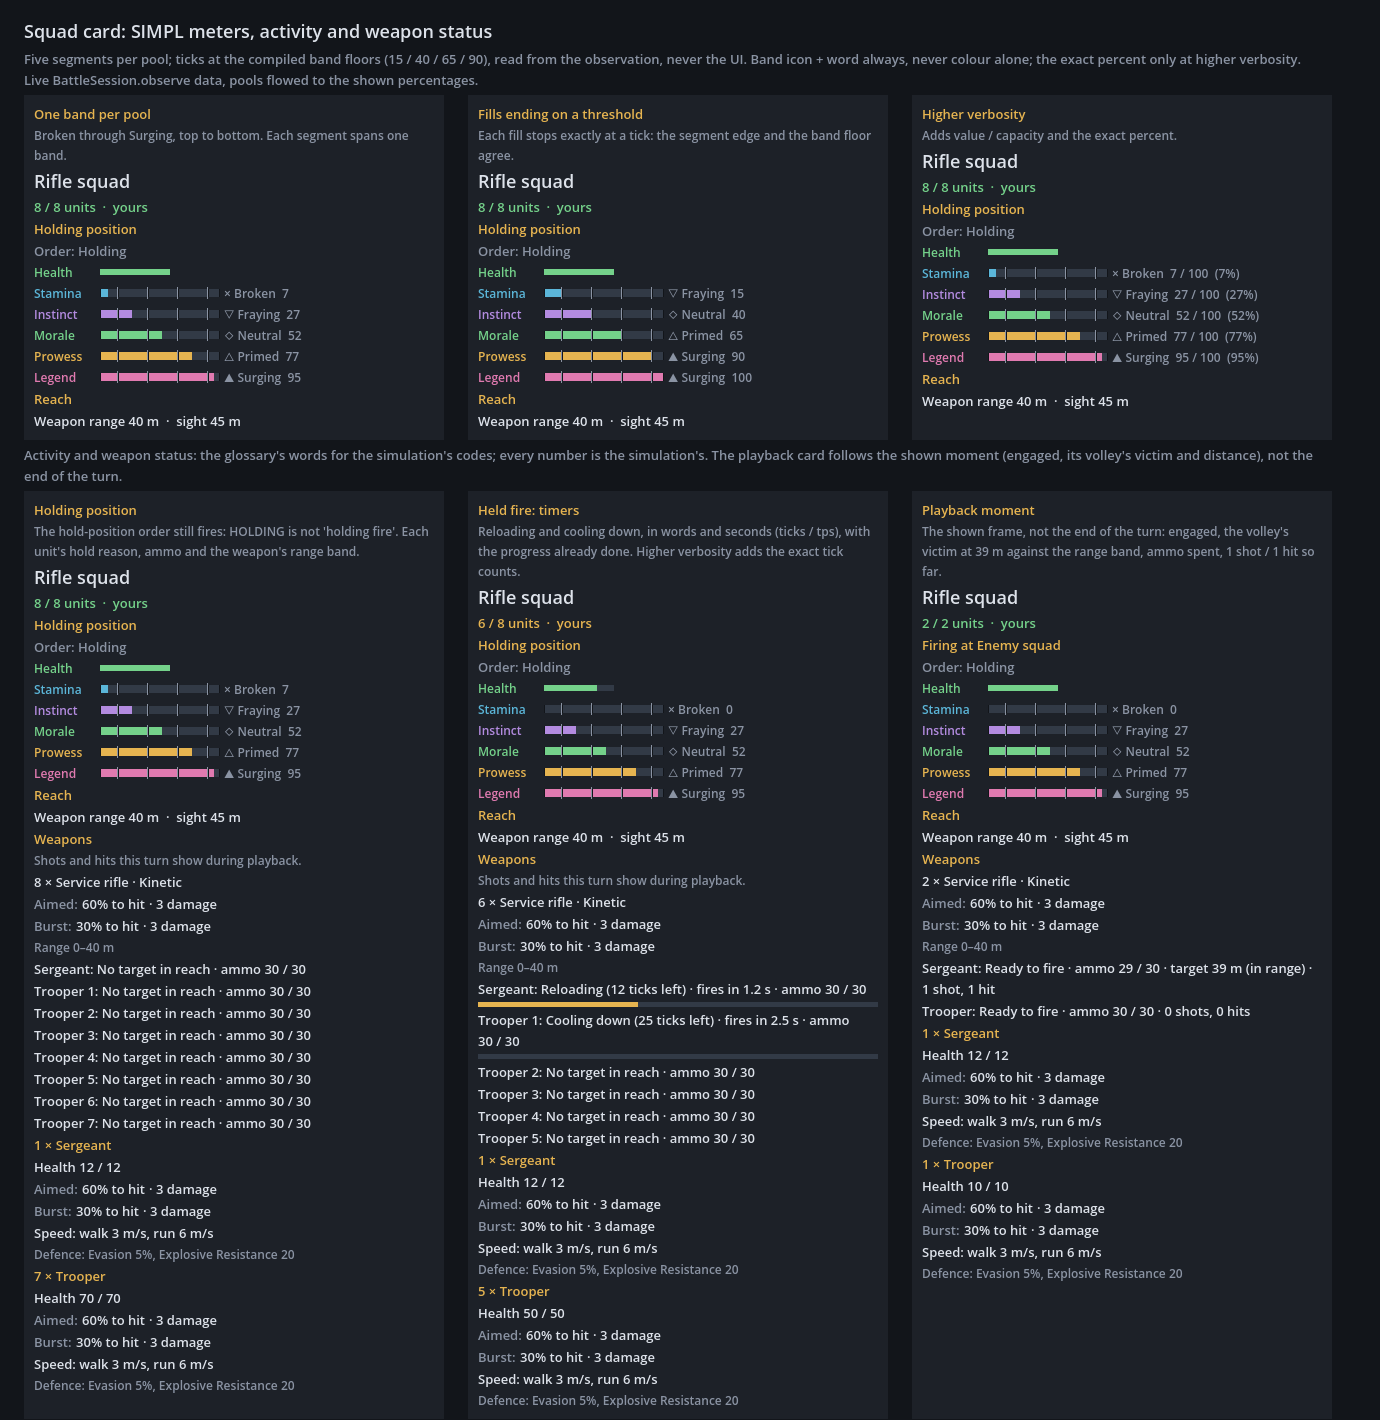 Squad card: SIMPL meters, activity and weapon status
Five segments per pool; ticks at the compiled band floors (15 / 40 / 65 / 90), read from the observation, never the UI. Band icon + word always, never colour alone; the exact percent only at higher verbosity.
Live BattleSession.observe data, pools flowed to the shown percentages.
One band per pool
Broken through Surging, top to bottom. Each segment spans one
band.
Rifle squad
8 / 8 units · yours
Holding position
Order: Holding
Health
Stamina × Broken 7
Instinct ▽ Fraying 27
Morale ◇ Neutral 52
Prowess △ Primed 77
Legend ▲ Surging 95
Reach
Weapon range 40 m · sight 45 m
Fills ending on a threshold
Each fill stops exactly at a tick: the segment edge and the band floor
agree.
Rifle squad
8 / 8 units · yours
Holding position
Order: Holding
Health
Stamina ▽ Fraying 15
Instinct ◇ Neutral 40
Morale △ Primed 65
Prowess ▲ Surging 90
Legend ▲ Surging 100
Reach
Weapon range 40 m · sight 45 m
Higher verbosity
Adds value / capacity and the exact percent.
Rifle squad
8 / 8 units · yours
Holding position
Order: Holding
Health
Stamina × Broken 7 / 100 (7%)
Instinct ▽ Fraying 27 / 100 (27%)
Morale ◇ Neutral 52 / 100 (52%)
Prowess △ Primed 77 / 100 (77%)
Legend ▲ Surging 95 / 100 (95%)
Reach
Weapon range 40 m · sight 45 m
Activity and weapon status: the glossary's words for the simulation's codes; every number is the simulation's. The playback card follows the shown moment (engaged, its volley's victim and distance), not the
end of the turn.
Holding position
The hold-position order still fires: HOLDING is not 'holding fire'. Each
unit's hold reason, ammo and the weapon's range band.
Rifle squad
8 / 8 units · yours
Holding position
Order: Holding
Health
Stamina × Broken 7
Instinct ▽ Fraying 27
Morale ◇ Neutral 52
Prowess △ Primed 77
Legend ▲ Surging 95
Reach
Weapon range 40 m · sight 45 m
Weapons
Shots and hits this turn show during playback.
8 × Service rifle · Kinetic
Aimed: 60% to hit · 3 damage
Burst: 30% to hit · 3 damage
Range 0–40 m
Sergeant: No target in reach · ammo 30 / 30
Trooper 1: No target in reach · ammo 30 / 30
Trooper 2: No target in reach · ammo 30 / 30
Trooper 3: No target in reach · ammo 30 / 30
Trooper 4: No target in reach · ammo 30 / 30
Trooper 5: No target in reach · ammo 30 / 30
Trooper 6: No target in reach · ammo 30 / 30
Trooper 7: No target in reach · ammo 30 / 30
1 × Sergeant
Health 12 / 12
Aimed: 60% to hit · 3 damage
Burst: 30% to hit · 3 damage
Speed: walk 3 m/s, run 6 m/s
Defence: Evasion 5%, Explosive Resistance 20
7 × Trooper
Health 70 / 70
Aimed: 60% to hit · 3 damage
Burst: 30% to hit · 3 damage
Speed: walk 3 m/s, run 6 m/s
Defence: Evasion 5%, Explosive Resistance 20
Held fire: timers
Reloading and cooling down, in words and seconds (ticks / tps), with
the progress already done. Higher verbosity adds the exact tick
counts.
Rifle squad
6 / 8 units · yours
Holding position
Order: Holding
Health
Stamina × Broken 0
Instinct ▽ Fraying 27
Morale ◇ Neutral 52
Prowess △ Primed 77
Legend ▲ Surging 95
Reach
Weapon range 40 m · sight 45 m
Weapons
Shots and hits this turn show during playback.
6 × Service rifle · Kinetic
Aimed: 60% to hit · 3 damage
Burst: 30% to hit · 3 damage
Range 0–40 m
Sergeant: Reloading (12 ticks left) · fires in 1.2 s · ammo 30 / 30
Trooper 1: Cooling down (25 ticks left) · fires in 2.5 s · ammo
30 / 30
Trooper 2: No target in reach · ammo 30 / 30
Trooper 3: No target in reach · ammo 30 / 30
Trooper 4: No target in reach · ammo 30 / 30
Trooper 5: No target in reach · ammo 30 / 30
1 × Sergeant
Health 12 / 12
Aimed: 60% to hit · 3 damage
Burst: 30% to hit · 3 damage
Speed: walk 3 m/s, run 6 m/s
Defence: Evasion 5%, Explosive Resistance 20
5 × Trooper
Health 50 / 50
Aimed: 60% to hit · 3 damage
Burst: 30% to hit · 3 damage
Speed: walk 3 m/s, run 6 m/s
Defence: Evasion 5%, Explosive Resistance 20
Playback moment
The shown frame, not the end of the turn: engaged, the volley's
victim at 39 m against the range band, ammo spent, 1 shot / 1 hit so
far.
Rifle squad
2 / 2 units · yours
Firing at Enemy squad
Order: Holding
Health
Stamina × Broken 0
Instinct ▽ Fraying 27
Morale ◇ Neutral 52
Prowess △ Primed 77
Legend ▲ Surging 95
Reach
Weapon range 40 m · sight 45 m
Weapons
2 × Service rifle · Kinetic
Aimed: 60% to hit · 3 damage
Burst: 30% to hit · 3 damage
Range 0–40 m
Sergeant: Ready to fire · ammo 29 / 30 · target 39 m (in range) ·
1 shot, 1 hit
Trooper: Ready to fire · ammo 30 / 30 · 0 shots, 0 hits
1 × Sergeant
Health 12 / 12
Aimed: 60% to hit · 3 damage
Burst: 30% to hit · 3 damage
Speed: walk 3 m/s, run 6 m/s
Defence: Evasion 5%, Explosive Resistance 20
1 × Trooper
Health 10 / 10
Aimed: 60% to hit · 3 damage
Burst: 30% to hit · 3 damage
Speed: walk 3 m/s, run 6 m/s
Defence: Evasion 5%, Explosive Resistance 20